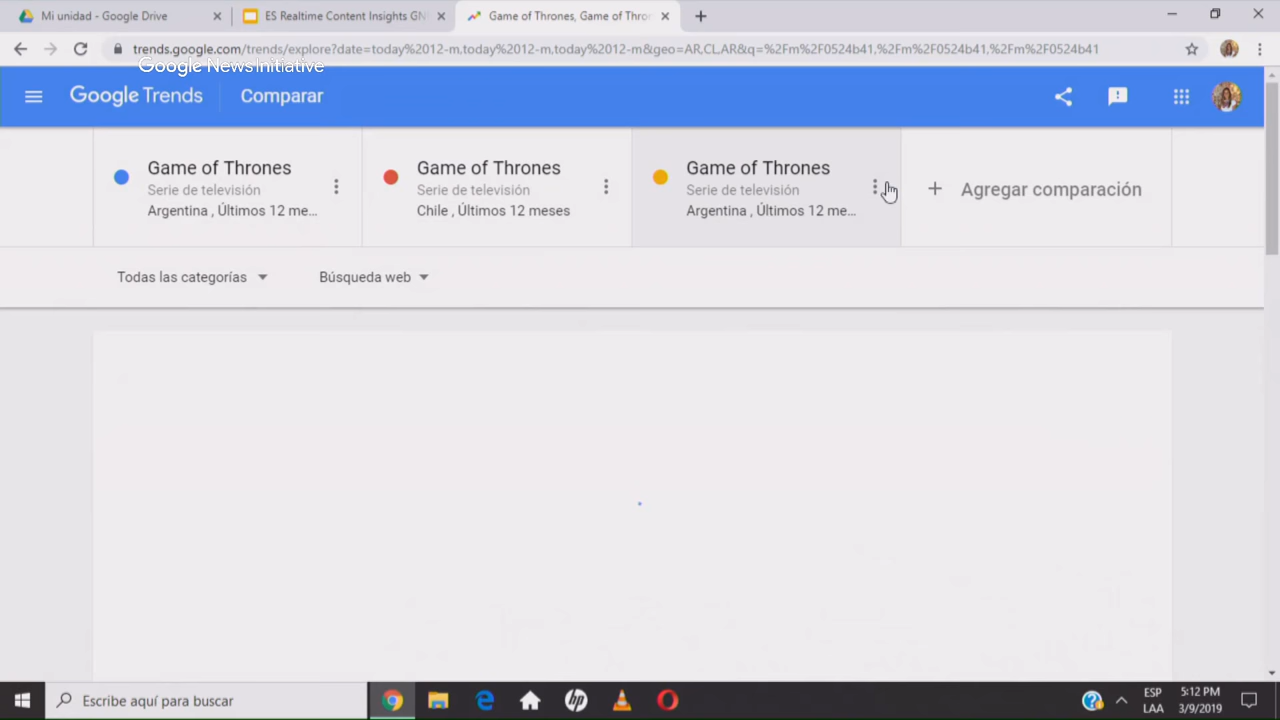 Mi unidad - Google Drive
ES Realtime Content Insights GN
Game of Thrones, Game of Thro
trends.google.com/trends/explore?date=today%2012-m,today%2012-m,today%2012-m&geo=AR,CL,AR&q=%2Fm%2F0524b41,%2Fm%2F0524b41,%2Fm%2F0524b41
Google News Initiative
Google Trends
Comparar
Game of Thrones
Serie de televisión
Argentina , Últimos 12 me...
Game of Thrones
Serie de televisión
Chile , Últimos 12 meses
Game of Thrones
Serie de televisión
Argentina , Últimos 12 me...
+ Agregar comparación
Todas las categorías
Búsqueda web
Escribe aquí para buscar
hp
ESP
LAA
5:12 PM
3/9/2019